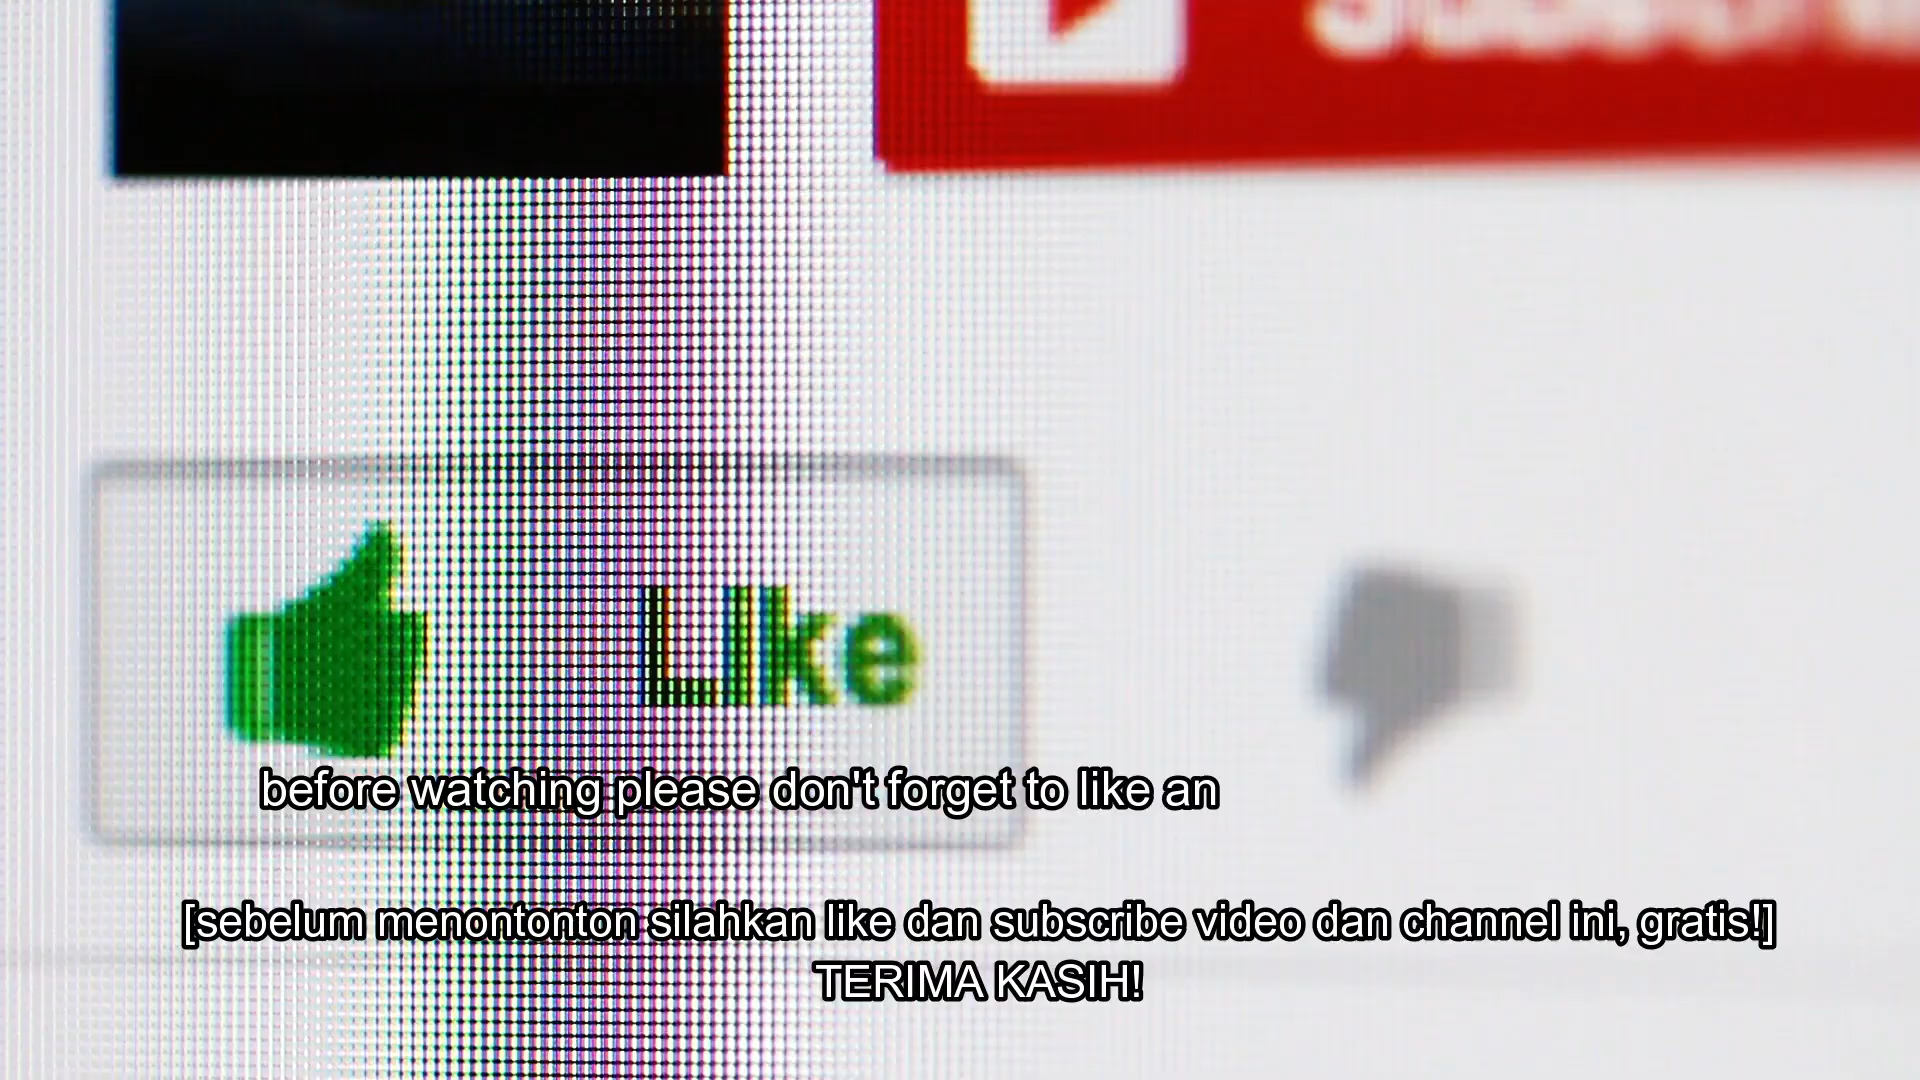 Like
before watching please don't forget to like an
[sebelum menontonton silahkan like dan subscribe video dan channel ini, gratis!]
TERIMA KASIH!